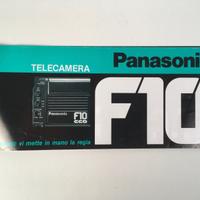 Panasoni
TELECAMERA
F10
Panasonic
F10
CCD
vi mette in mano la regia